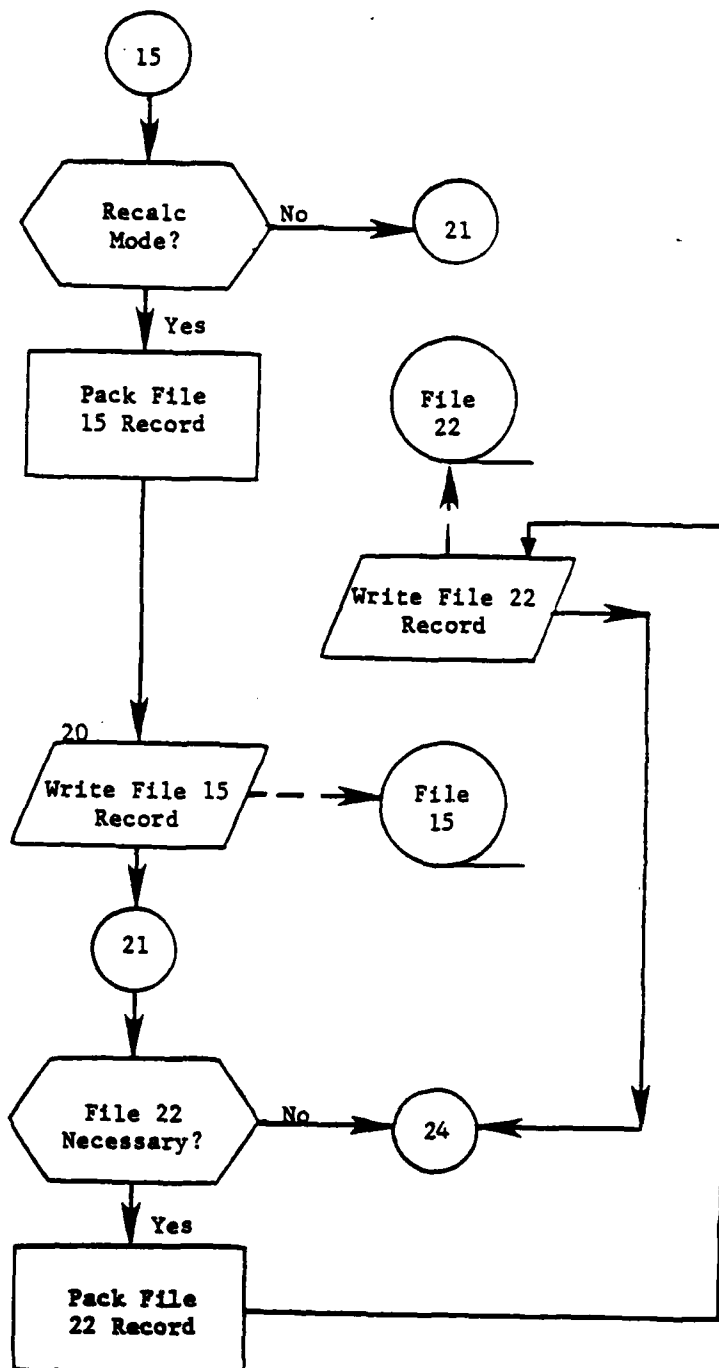 15
Recalc
Mode?
No
21
Yes
Pack File
15 Record
File
22
Write File 22
Record
20
Write File 15
Record
File
15
21
File 22
Necessary?
No
24
Yes
Pack File
22 Record